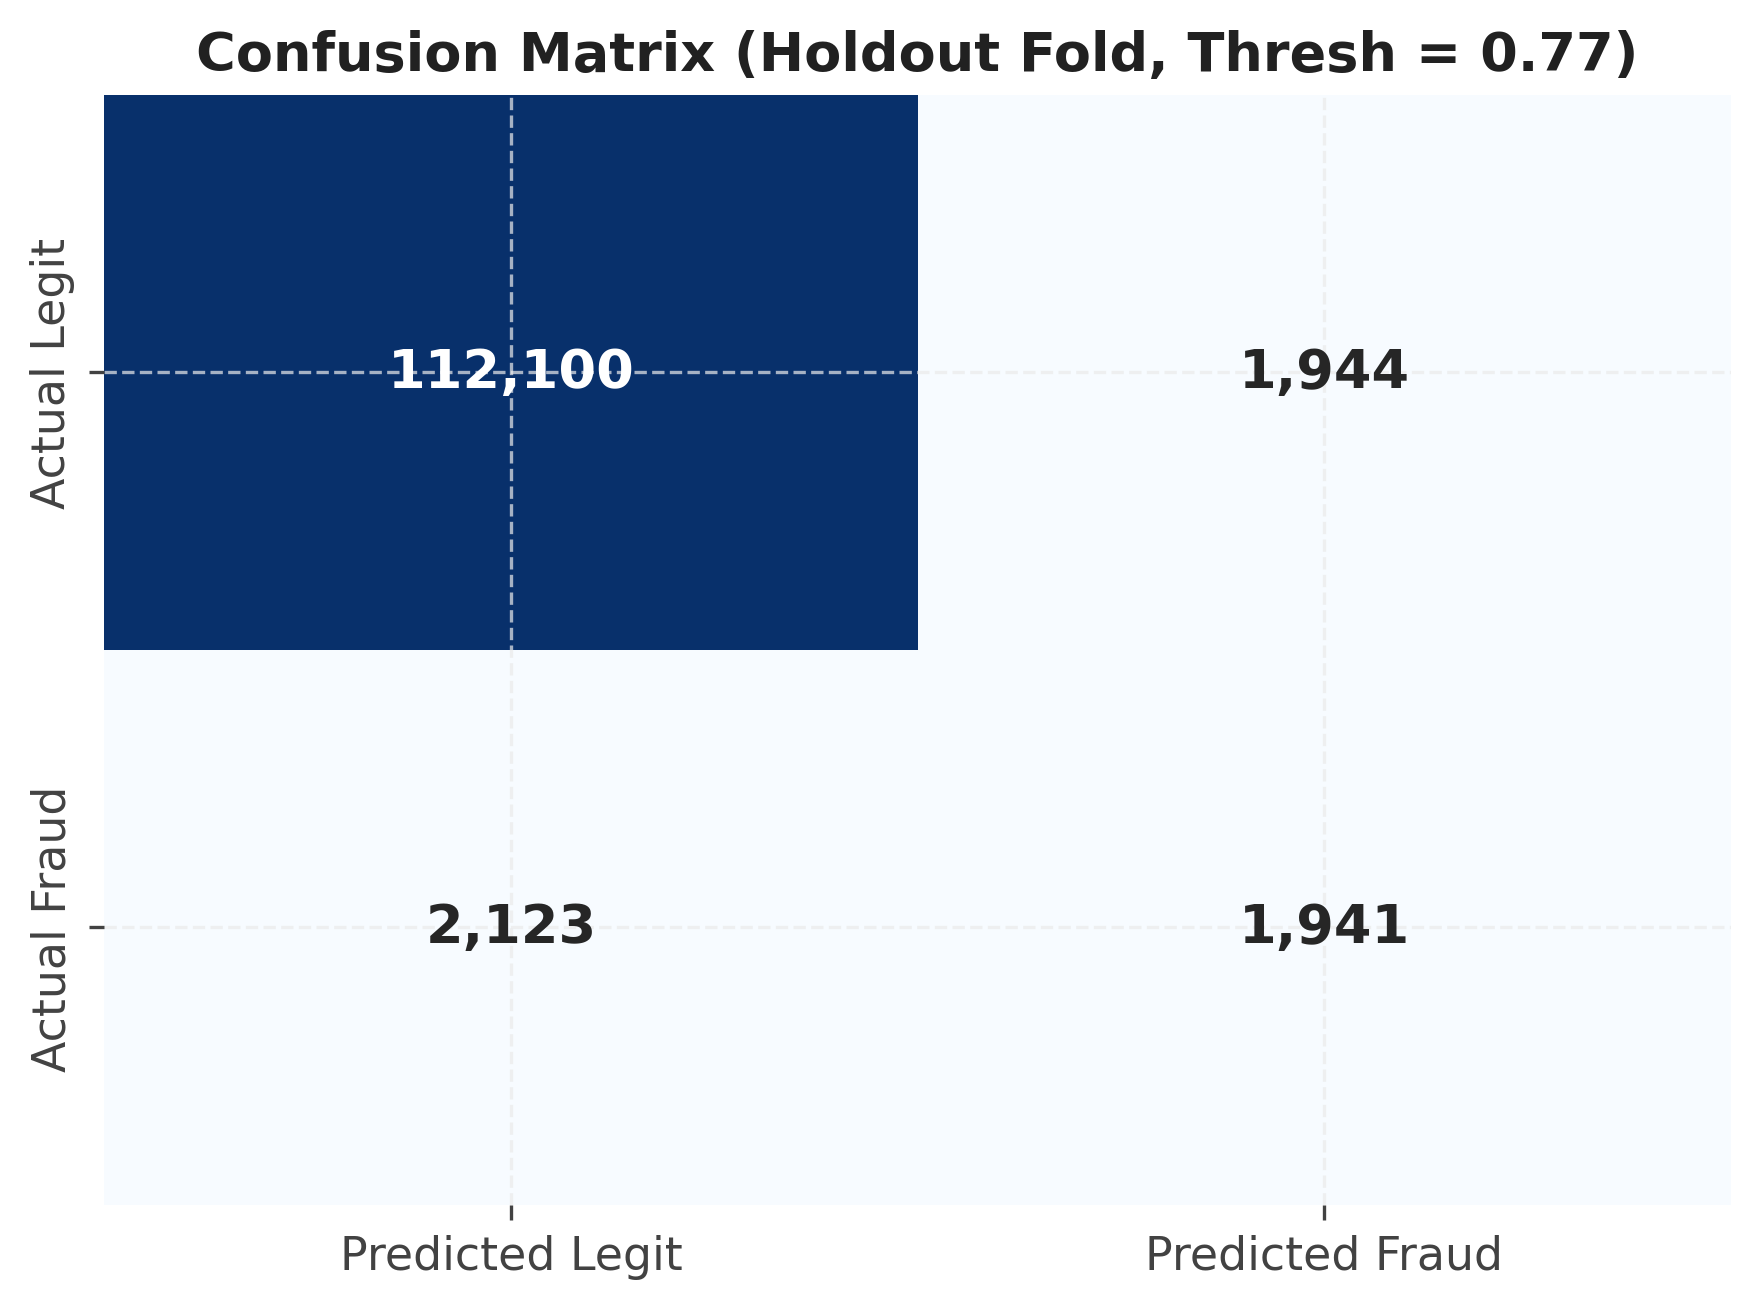 Confusion Matrix (Holdout Fold, Thresh = 0.77)
Actual Legit
112,100
1,944
Actual Fraud
2,123
1,941
Predicted Legit
Predicted Fraud